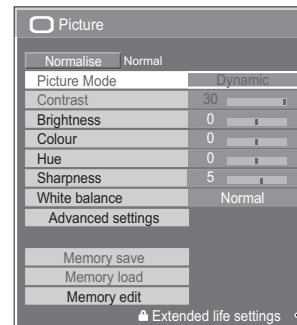 Picture
Normalise Normal
Picture Mode Dynamic
Contrast 30
Brightness 0
Colour 0
Hue 0
Sharpness 5
White balance Normal
Advanced settings
Memory save
Memory load
Memory edit
Extended life settings